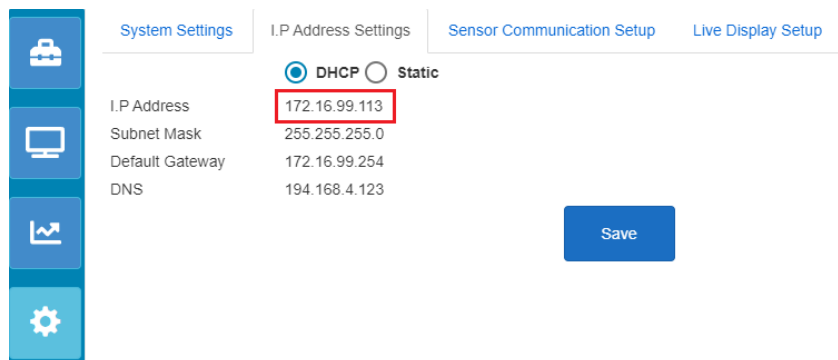 System Settings I.P Address Settings Sensor Communication Setup Live Display Setup
DHCP Static
I.P Address 172.16.99.113
Subnet Mask 255.255.255.0
Default Gateway 172.16.99.254
DNS 194.168.4.123
Save